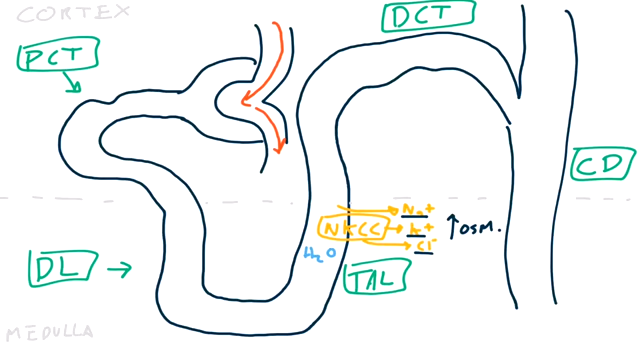 CORTEX
DCT
PCT
CD
Na+
NKCC
K+
↑OSM.
Cl-
H2O
DL
TAL
MEDULLA